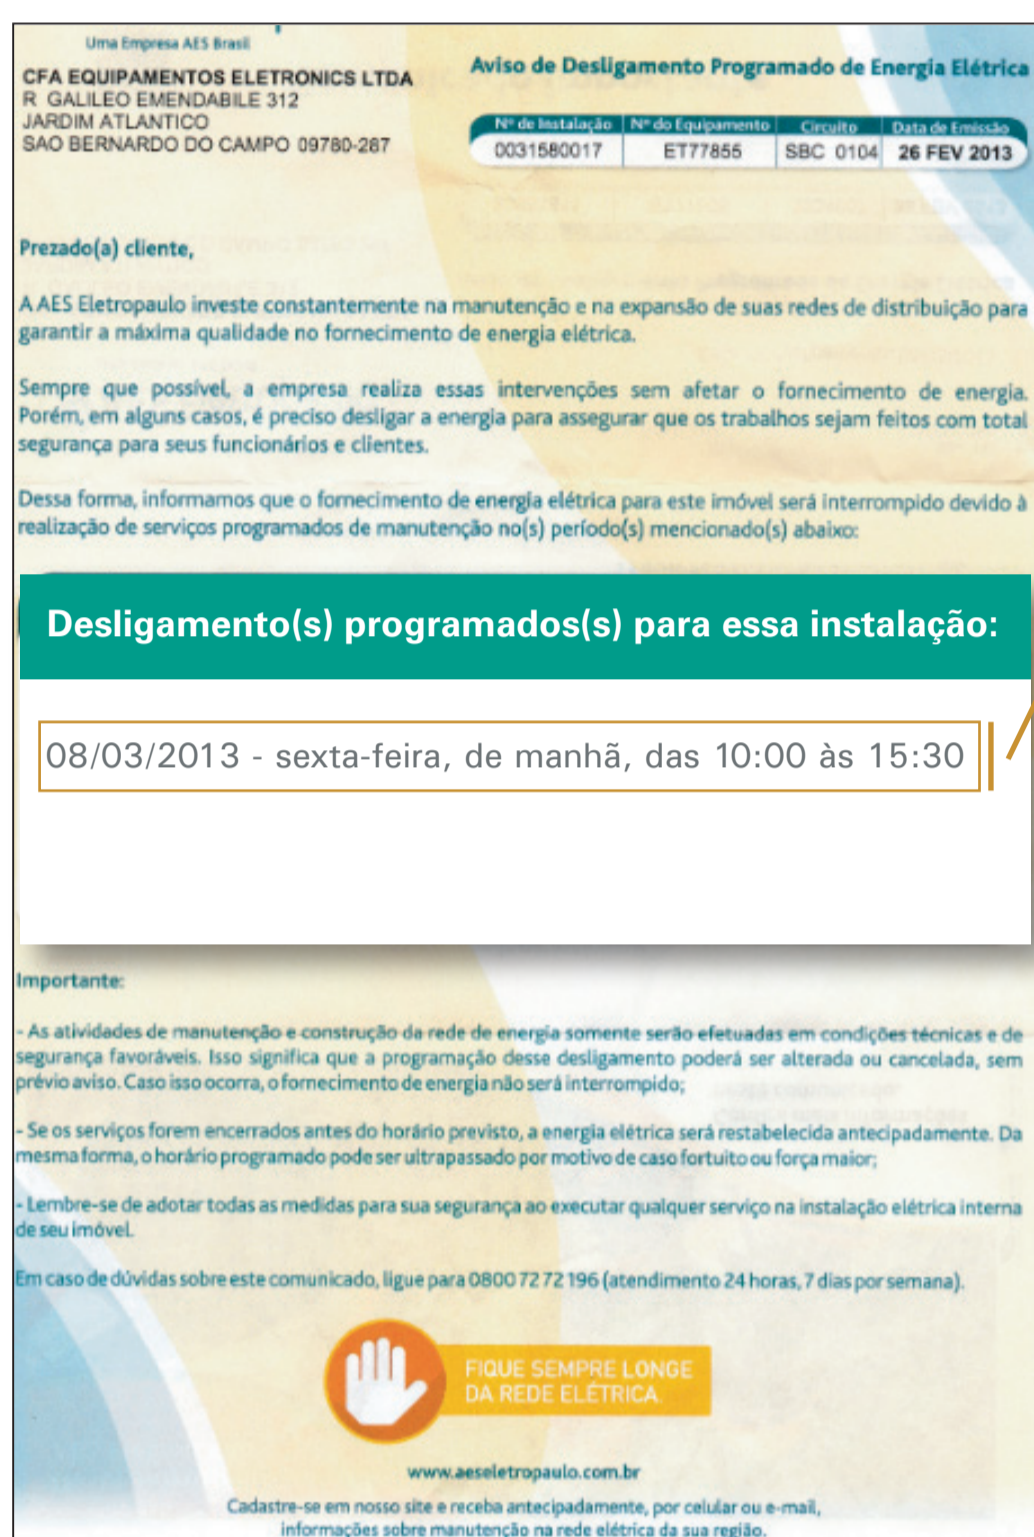 Uma Empresa AES Brasil
CFA EQUIPAMENTOS ELETRONICS LTDA
R GALILEO EMENDABILE 312
JARDIM ATLANTICO
SAO BERNARDO DO CAMPO 09780-287
Aviso de Desligamento Programado de Energia Elétrica
Nº de Instalação Nº do Equipamento Circuito Data de Emissão
0031580017 ET77855 SBC 0104 26 FEV 2013
Prezado(a) cliente,
A AES Eletropaulo investe constantemente na manutenção e na expansão de suas redes de distribuição para
garantir a máxima qualidade no fornecimento de energia elétrica.
Sempre que possível, a empresa realiza essas intervenções sem afetar o fornecimento de energia.
Porém, em alguns casos, é preciso desligar a energia para assegurar que os trabalhos sejam feitos com total
segurança para seus funcionários e clientes.
Dessa forma, informamos que o fornecimento de energia elétrica para este imóvel será interrompido devido à
realização de serviços programados de manutenção no(s) período(s) mencionado(s) abaixo:
Desligamento(s) programados(s) para essa instalação:
08/03/2013 - sexta-feira, de manhã, das 10:00 às 15:30
Importante:
- As atividades de manutenção e construção da rede de energia somente serão efetuadas em condições técnicas e de
segurança favoráveis. Isso significa que a programação desse desligamento poderá ser alterada ou cancelada, sem
prévio aviso. Caso isso ocorra, o fornecimento de energia não será interrompido;
- Se os serviços forem encerrados antes do horário previsto, a energia elétrica será restabelecida antecipadamente. Da
mesma forma, o horário programado pode ser ultrapassado por motivo de caso fortuito ou força maior;
- Lembre-se de adotar todas as medidas para sua segurança ao executar qualquer serviço na instalação elétrica interna
de seu imóvel.
Em caso de dúvidas sobre este comunicado, ligue para 0800 72 72 196 (atendimento 24 horas, 7 dias por semana).
FIQUE SEMPRE LONGE
DA REDE ELÉTRICA.
www.aeseletropaulo.com.br
Cadastre-se em nosso site e receba antecipadamente, por celular ou e-mail,
informações sobre manutenção na rede elétrica da sua região.